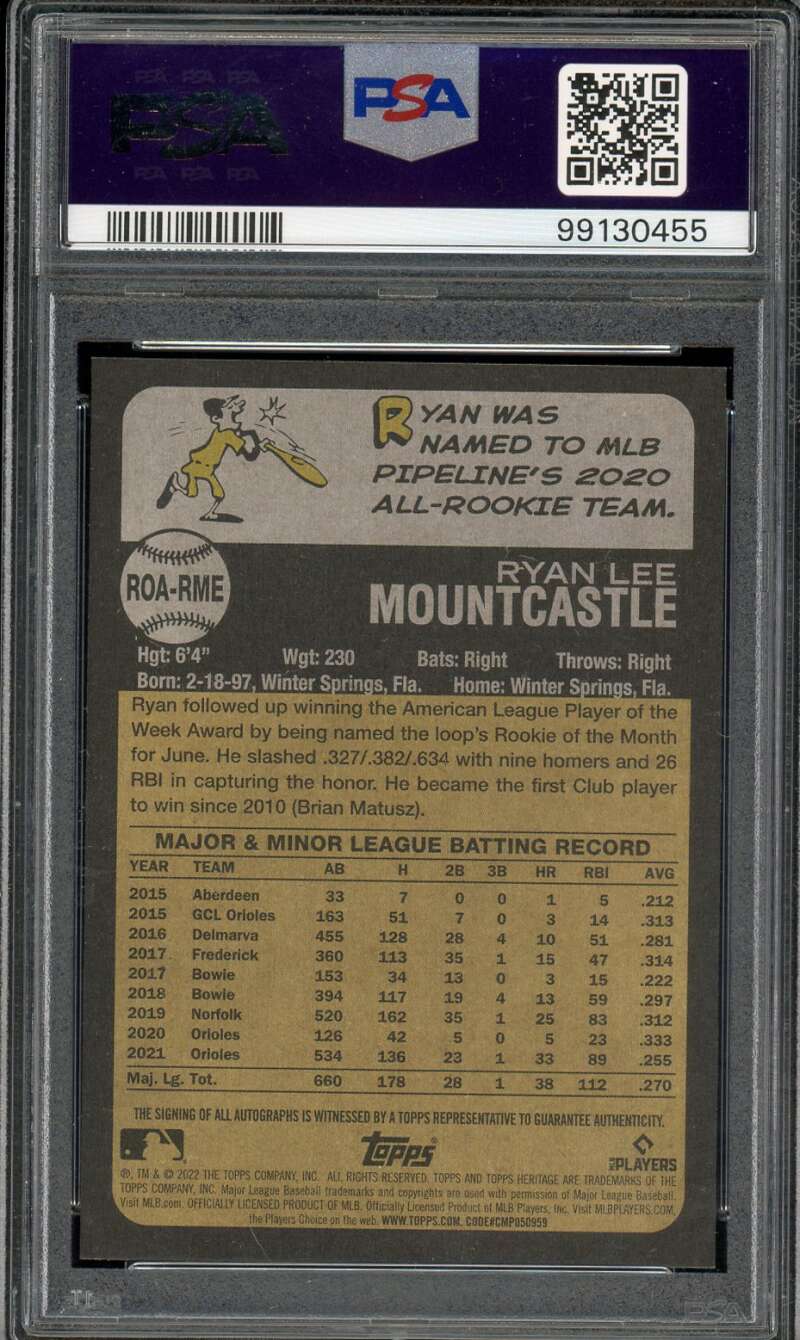 PSA PSA PSA
PSA
PSA PSA PSA
PSA
99130455
RYAN WAS
NAMED TO MLB
PIPELINE'S 2020
ALL-ROOKIE TEAM.
ROA-RME
RYAN LEE
MOUNTCASTLE
Hgt: 6'4" Wgt: 230 Bats: Right Throws: Right
Born: 2-18-97, Winter Springs, Fla. Home: Winter Springs, Fla.
Ryan followed up winning the American League Player of the
Week Award by being named the loop's Rookie of the Month
for June. He slashed .327/.382/.634 with nine homers and 26
RBI in capturing the honor. He became the first Club player
to win since 2010 (Brian Matusz).
MAJOR & MINOR LEAGUE BATTING RECORD
YEAR TEAM AB H 2B 3B HR RBI AVG
2015 Aberdeen 33 7 0 0 1 5 .212
2015 GCL Orioles 163 51 7 0 3 14 .313
2016 Delmarva 455 128 28 4 10 51 .281
2017 Frederick 360 113 35 1 15 47 .314
2017 Bowie 153 34 13 0 3 15 .222
2018 Bowie 394 117 19 4 13 59 .297
2019 Norfolk 520 162 35 1 25 83 .312
2020 Orioles 126 42 5 0 5 23 .333
2021 Orioles 534 136 23 1 33 89 .255
Maj. Lg. Tot. 660 178 28 1 38 112 .270
THE SIGNING OF ALL AUTOGRAPHS IS WITNESSED BY A TOPPS REPRESENTATIVE TO GUARANTEE AUTHENTICITY.
topps
PLAYERS
®, TM & © 2022 THE TOPPS COMPANY, INC. ALL RIGHTS RESERVED. TOPPS AND TOPPS HERITAGE ARE TRADEMARKS OF THE
TOPPS COMPANY, INC. Major League Baseball trademarks and copyrights are used with permission of Major League Baseball.
Visit MLB.com. OFFICIALLY LICENSED PRODUCT OF MLB. Officially Licensed Product of MLB Players, Inc. Visit MLBPLAYERS.COM,
the Players Choice on the web. WWW.TOPPS.COM. CODE#CMP050959
PSA